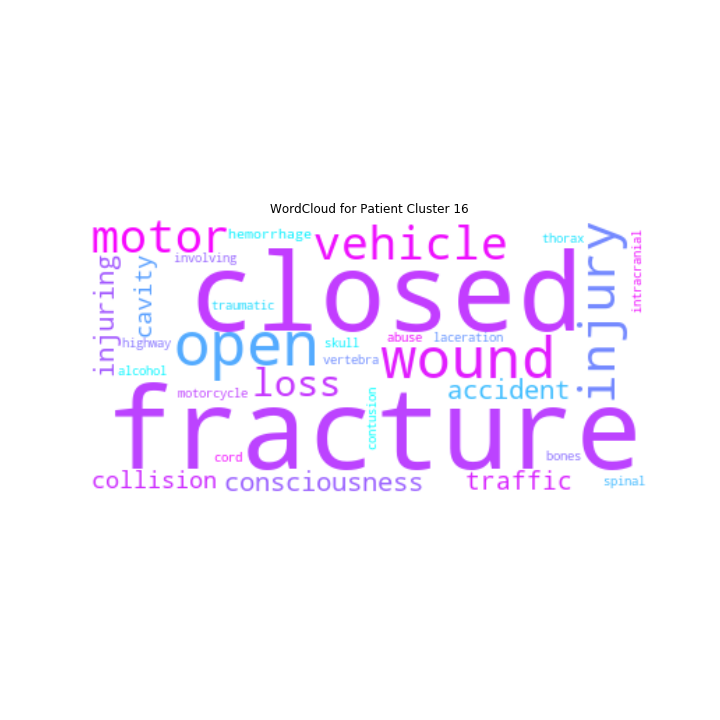 WordCloud for Patient Cluster 16
motor
hemorrhage
vehicle
thorax
injury
intracranial
involving
closed
injuring
cavity
traumatic
highway
open
skull
abuse
laceration
wound
vertebra
alcohol
loss
motorcycle
accident
contusion
fracture
cord
bones
collision
consciousness
traffic
spinal